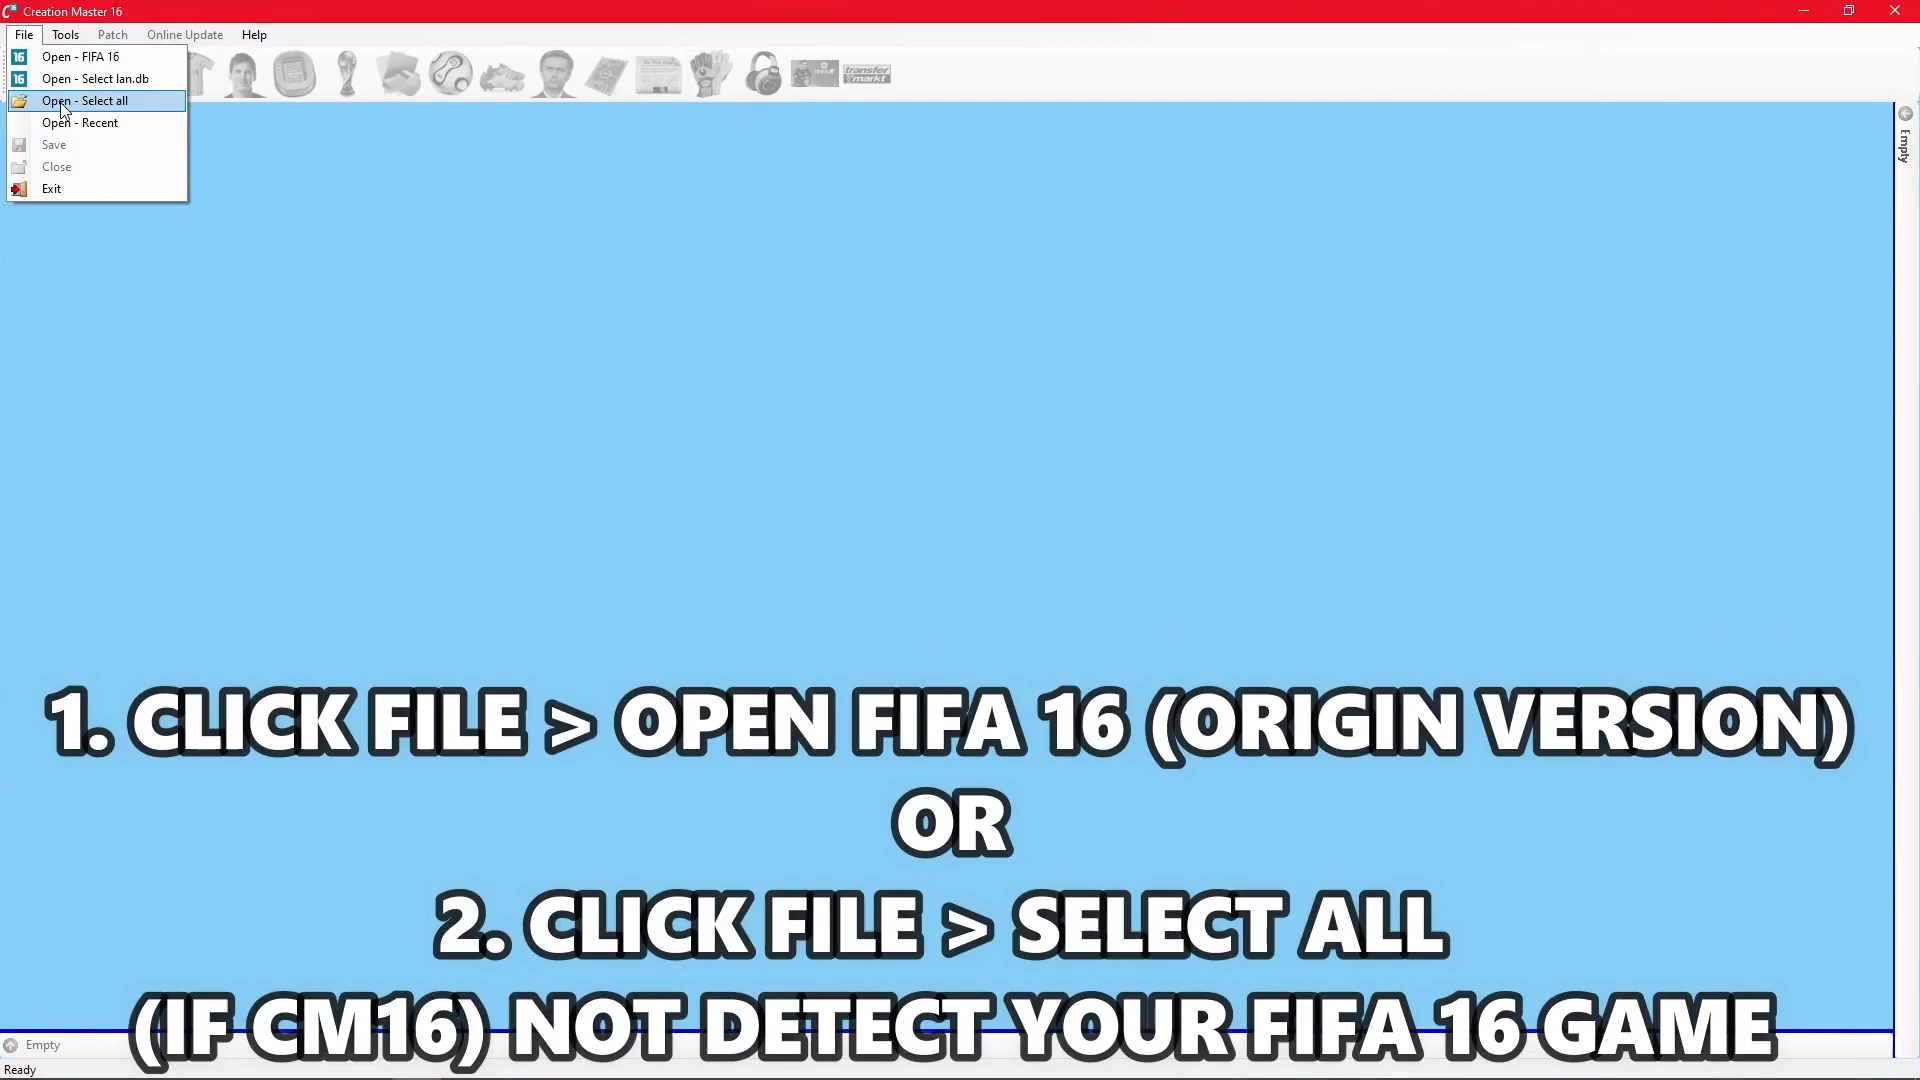 Creation Master 16
File Tools Patch Online Update Help
16 Open - FIFA 16
16 Open - Select lan.db
Open - Select all
Open - Recent
Save
Close
Exit
transfer
markt
Empty
1. CLICK FILE > OPEN FIFA 16 (ORIGIN VERSION)
OR
2. CLICK FILE > SELECT ALL
(IF CM16) NOT DETECT YOUR FIFA 16 GAME
Empty
Ready